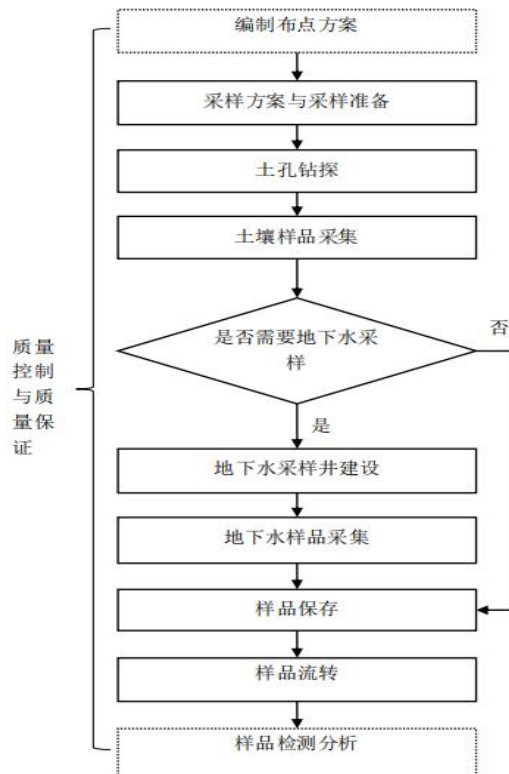 编制布点方案
采样方案与采样准备
土孔钻探
土壤样品采集
是否需要地下水采
样
否
是
质量
控制
与质
量保
证
地下水采样井建设
地下水样品采集
样品保存
样品流转
样品检测分析